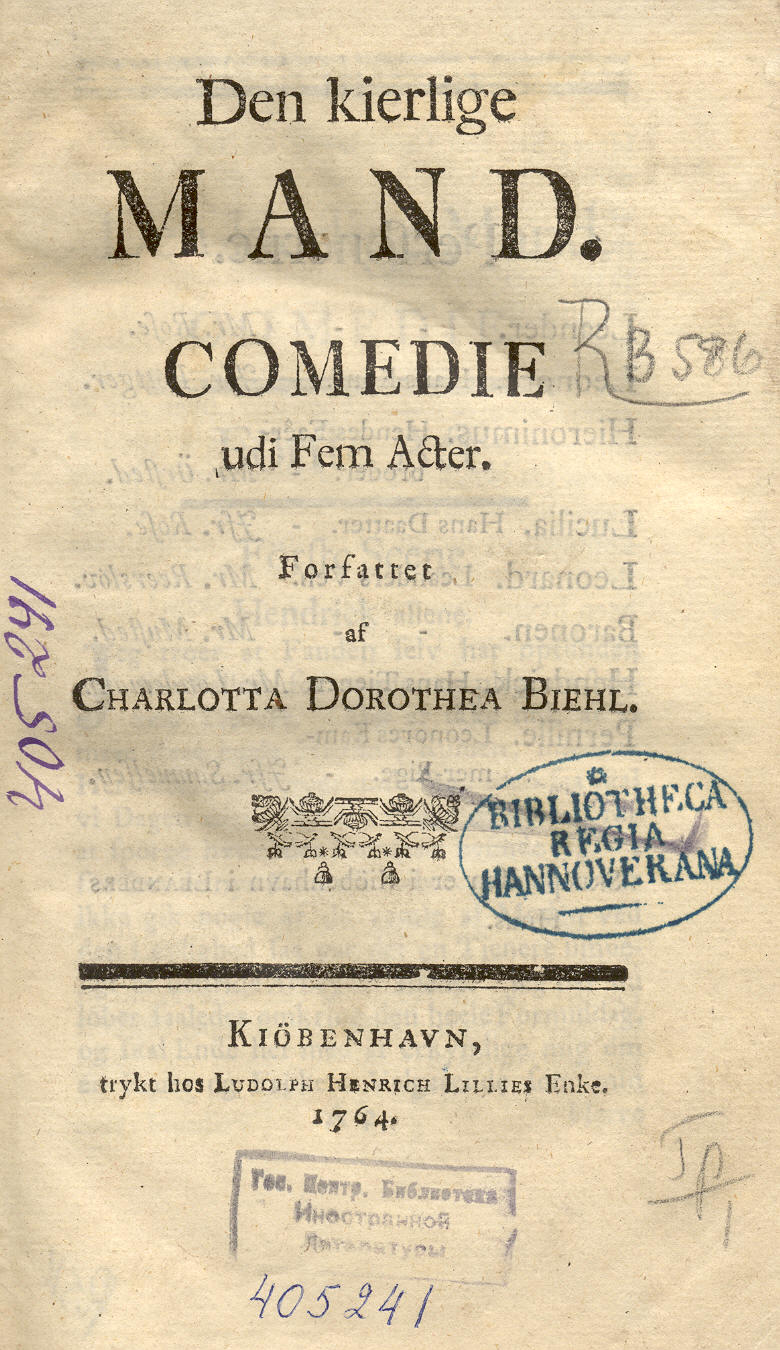 Den kierlige
MAND.
COMEDIE
RB 586
udi Fem Acter.
Forfattet
af
CHARLOTTA DOROTHEA BIEHL.
405241
BIBLIOTHECA
REGIA
HANNOVERANA
KIÖBENHAVN,
trykt hos LUDOLPH HENRICH LILLIES Enke.
1764.
Гос. Центр. Библиотека
Иностранной
Литературы
405241